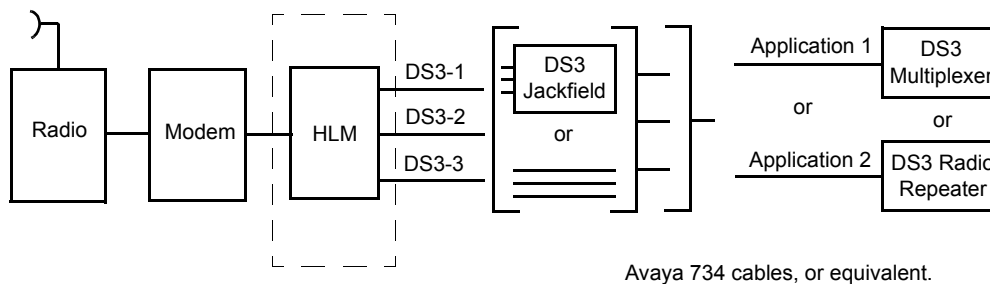 Radio
Modem
HLM
DS3-1
DS3-2
DS3-3
DS3
Jackfield
or
Application 1
or
Application 2
DS3
Multiplexer
or
DS3 Radio
Repeater
Avaya 734 cables, or equivalent.